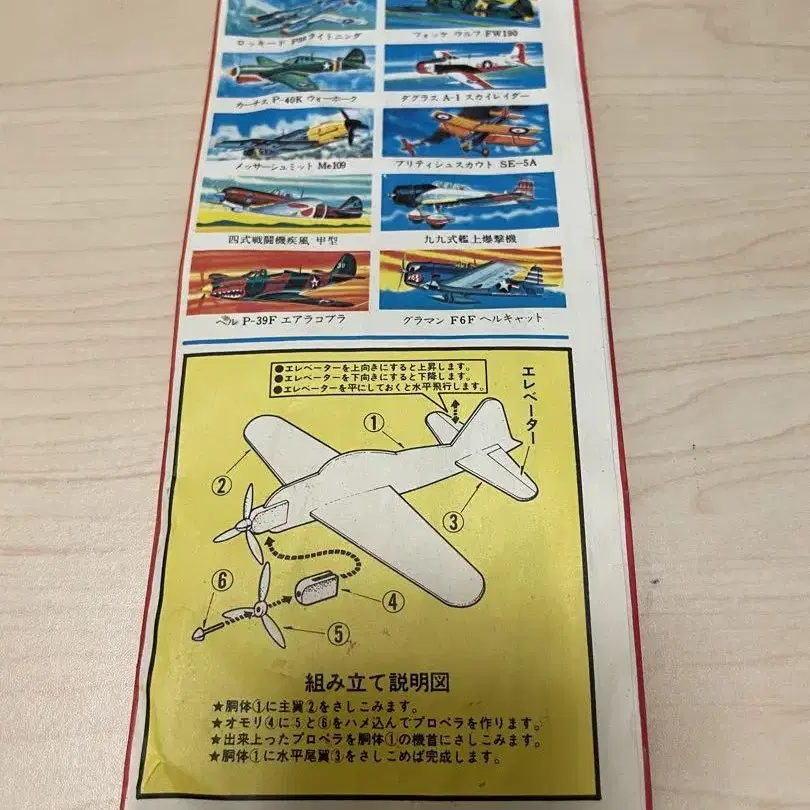 ロッキード P38 ライトニング
フォッケ ウルフ FW190
カーチス P-40K ウォーホーク
ダグラス A-1 スカイレイダー
メッサーシュミット Me109
ブリティシュスカウト SE-5A
四式戦闘機疾風 甲型
九九式艦上爆撃機
ベル P-39F エアラコブラ
グラマン F6F ヘルキャット
●エレベーターを上向きにすると上昇します。
●エレベーターを下向きにすると下降します。
●エレベーターを平にしておくと水平飛行します。
エレベーター
①
②
③
⑥
④
⑤
組み立て説明図
★胴体①に主翼②をさしこみます。
★オモリ④に⑤と⑥をハメ込んでプロペラを作ります。
★出来上ったプロペラを胴体①の機首にさしこみます。
★胴体①に水平尾翼③をさしこめば完成します。